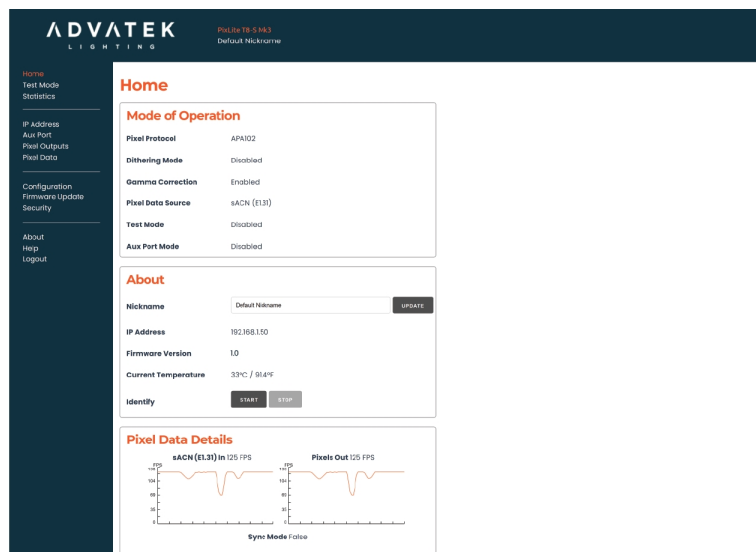 ADVATEK
LIGHTING
PixLite T8-S Mk3
Default Nickname
Home
Test Mode
Statistics
IP Address
Aux Port
Pixel Outputs
Pixel Data
Configuration
Firmware Update
Security
About
Help
Logout
Home
Mode of Operation
Pixel Protocol APA102
Dithering Mode Disabled
Gamma Correction Enabled
Pixel Data Source sACN (E1.31)
Test Mode Disabled
Aux Port Mode Disabled
About
Nickname Default Nickname UPDATE
IP Address 192.168.1.50
Firmware Version 1.0
Current Temperature 33°C / 91.4°F
Identify START STOP
Pixel Data Details
sACN (E1.31) In 125 FPS Pixels Out 125 FPS
FPS FPS
104 104
69
35
0 0
Sync Mode False